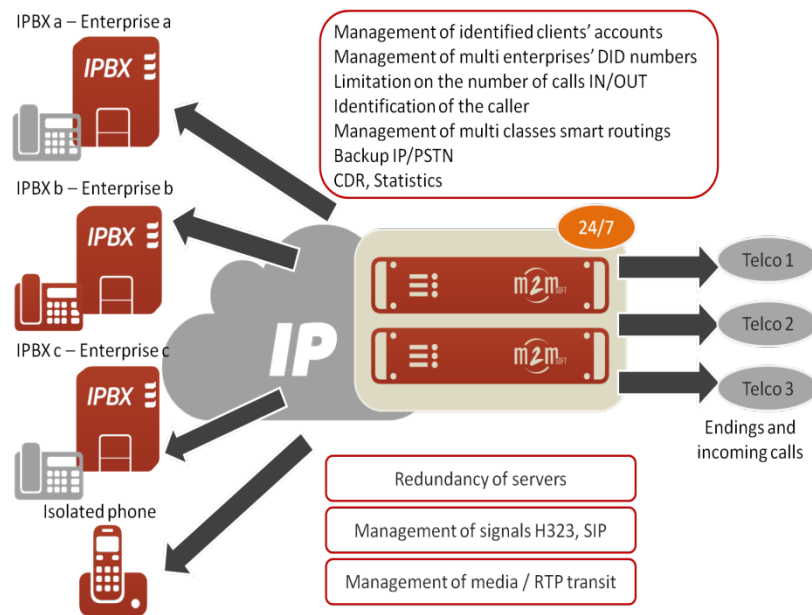 IPBX a – Enterprise a
IPBX
IPBX b – Enterprise b
IPBX
IPBX c – Enterprise c
IPBX
Isolated phone
Management of identified clients’ accounts
Management of multi enterprises’ DID numbers
Limitation on the number of calls IN/OUT
Identification of the caller
Management of multi classes smart routings
Backup IP/PSTN
CDR, Statistics
24/7
IP
m2m SOFT
m2m SOFT
Telco 1
Telco 2
Telco 3
Endings and
incoming calls
Redundancy of servers
Management of signals H323, SIP
Management of media / RTP transit